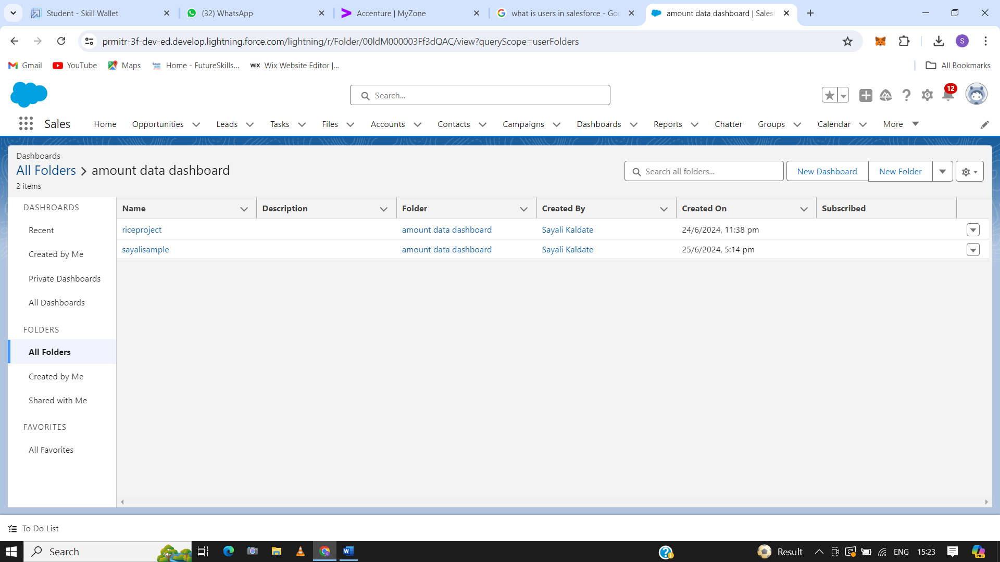 Student - Skill Wallet
(32) WhatsApp
Accenture | MyZone
what is users in salesforce - Goo
amount data dashboard | Salesf
prmitr-3f-dev-ed.develop.lightning.force.com/lightning/r/Folder/00ldM000003Ff3dQAC/view?queryScope=userFolders
S
Gmail
YouTube
Maps
Home - FutureSkills...
WIX Wix Website Editor |...
All Bookmarks
Search...
12
Sales
Home
Opportunities
Leads
Tasks
Files
Accounts
Contacts
Campaigns
Dashboards
Reports
Chatter
Groups
Calendar
More
Dashboards
All Folders > amount data dashboard
2 items
Search all folders...
New Dashboard
New Folder
DASHBOARDS
Recent
Created by Me
Private Dashboards
All Dashboards
FOLDERS
All Folders
Created by Me
Shared with Me
FAVORITES
All Favorites
Name Description Folder Created By Created On Subscribed
riceproject amount data dashboard Sayali Kaldate 24/6/2024, 11:38 pm
sayalisample amount data dashboard Sayali Kaldate 25/6/2024, 5:14 pm
To Do List
Search
Result
ENG
15:23
PRE